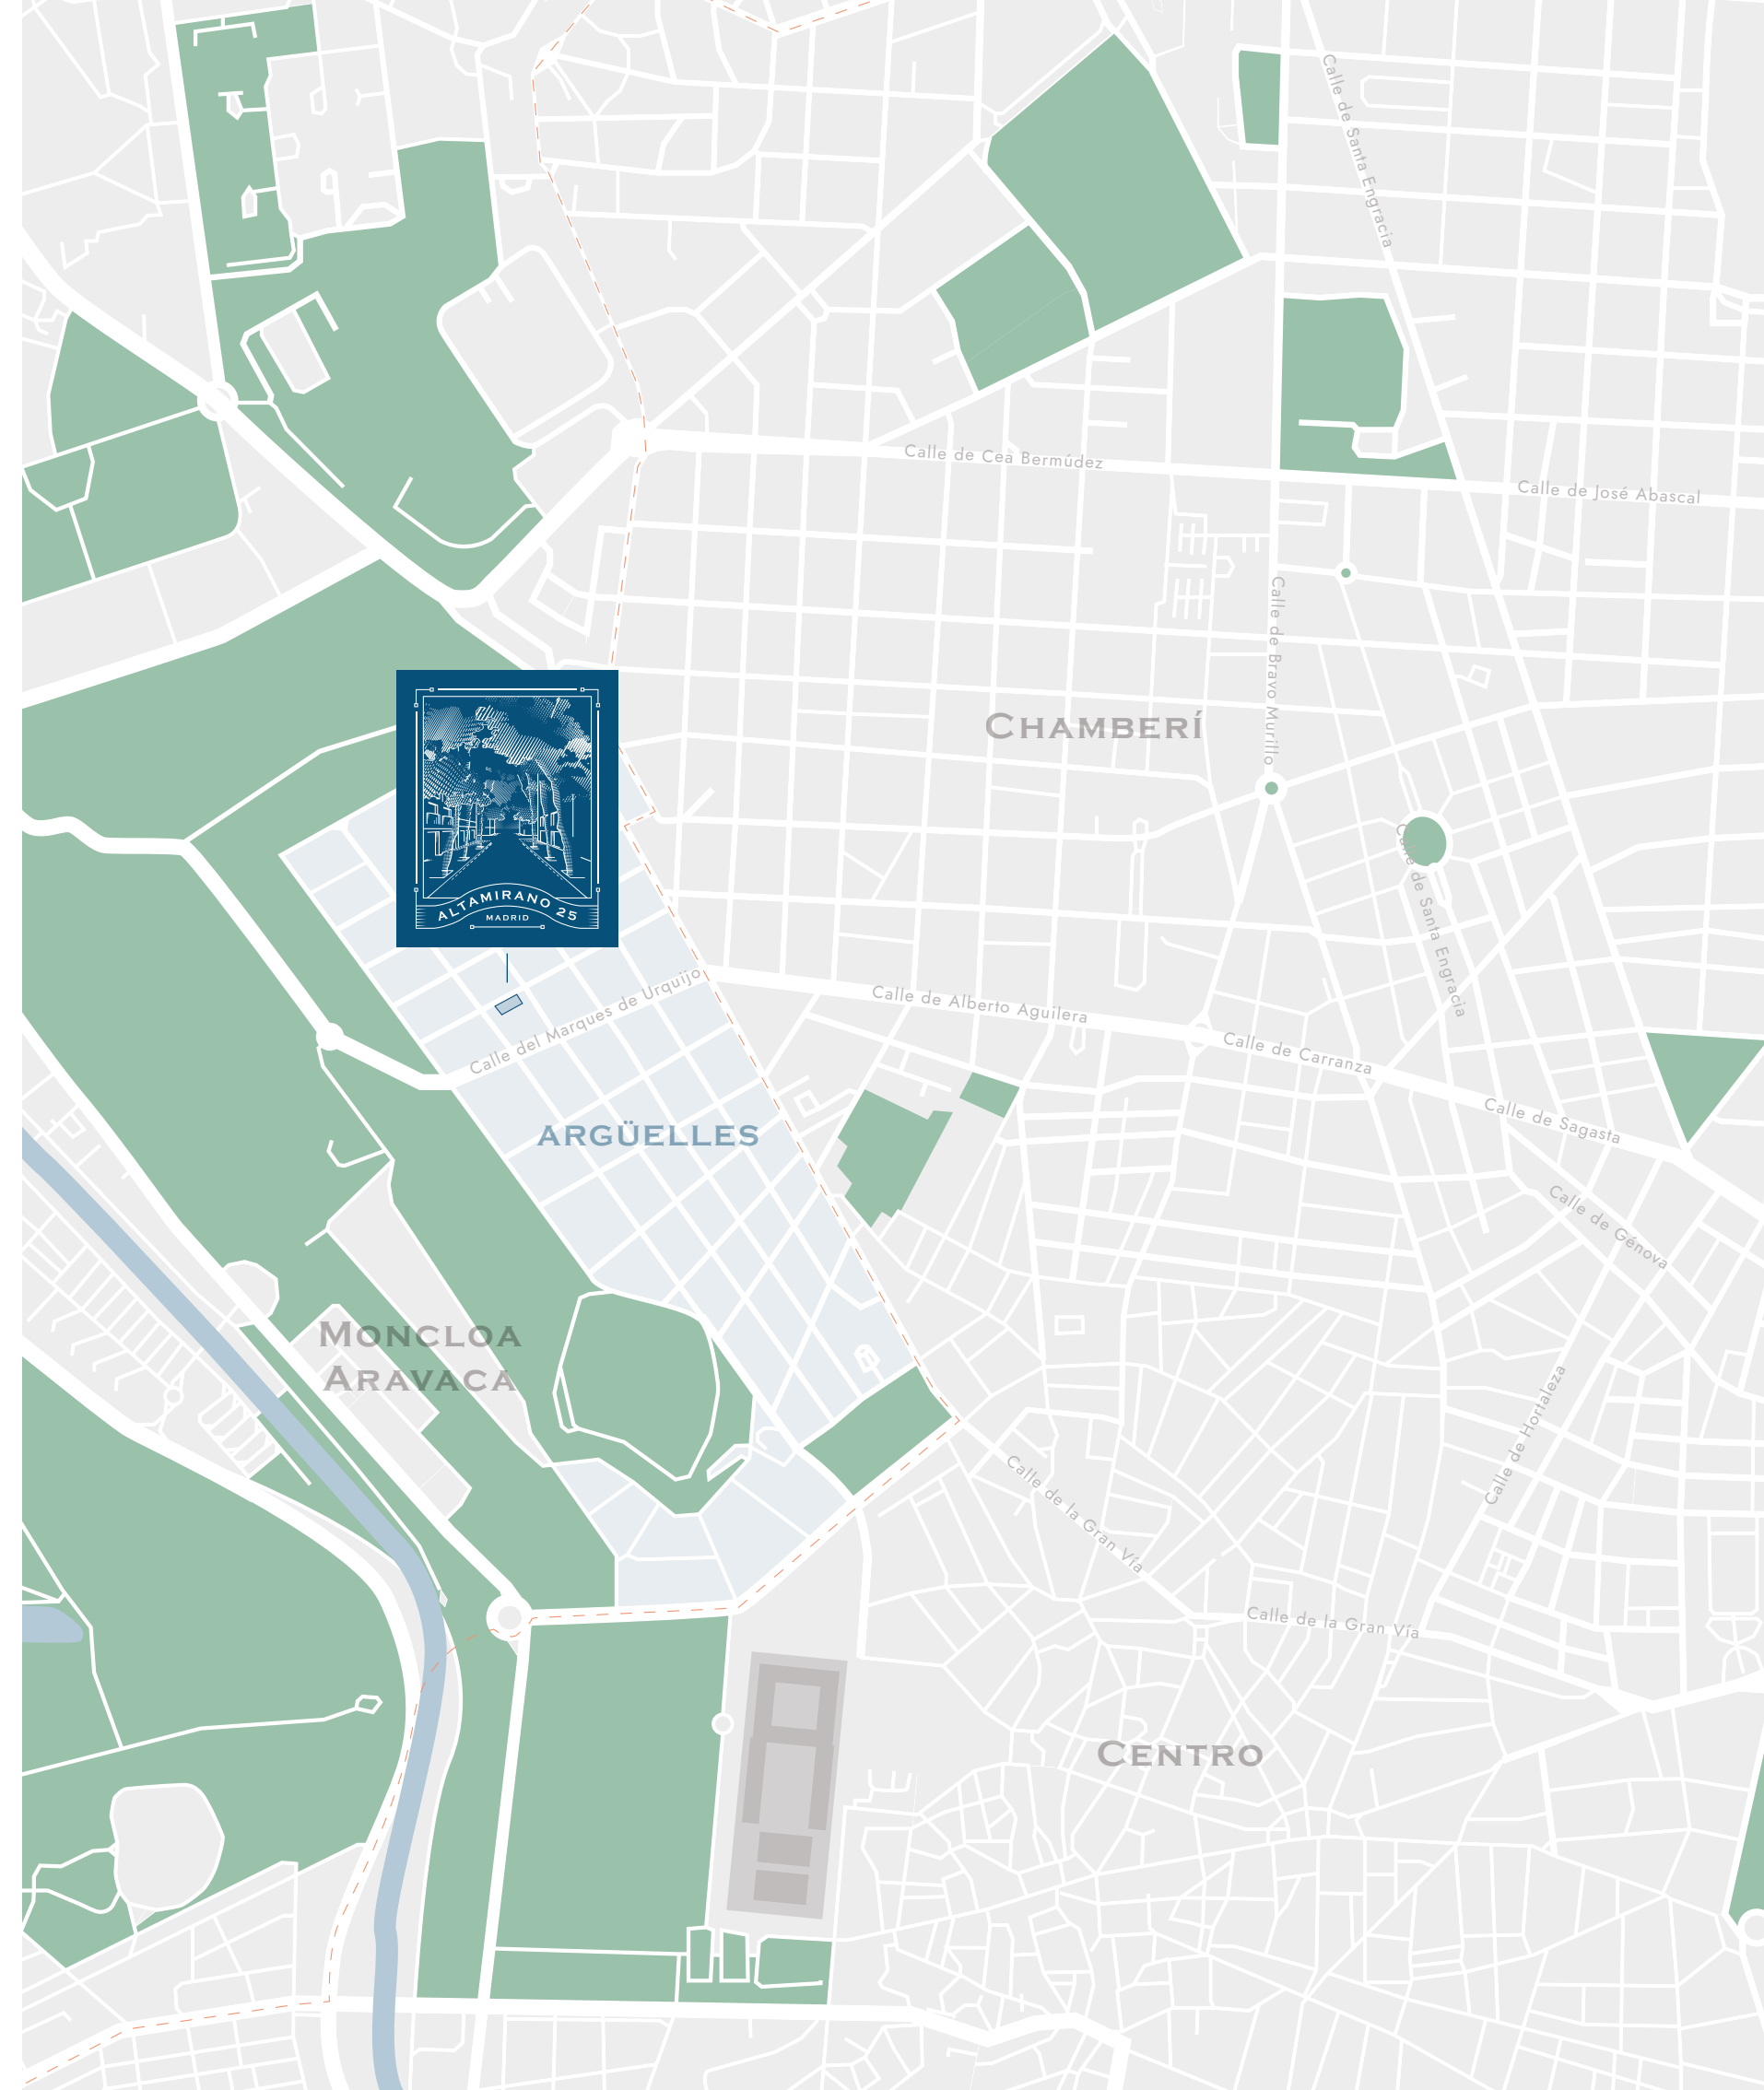 Calle de Santa Engracia
Calle de Cea Bermúdez
Calle de José Abascal
Calle de Bravo Murillo
CHAMBERÍ
Calle de Santa Engracia
ALTAMIRANO 25
MADRID
Calle del Marques de Urquijo
Calle de Alberto Aguilera
Calle de Carranza
Calle de Sagasta
ARGÜELLES
Calle de Génova
MONCLOA
ARAVACA
Calle de Hortaleza
Calle de la Gran Vía
Calle de la Gran Vía
CENTRO